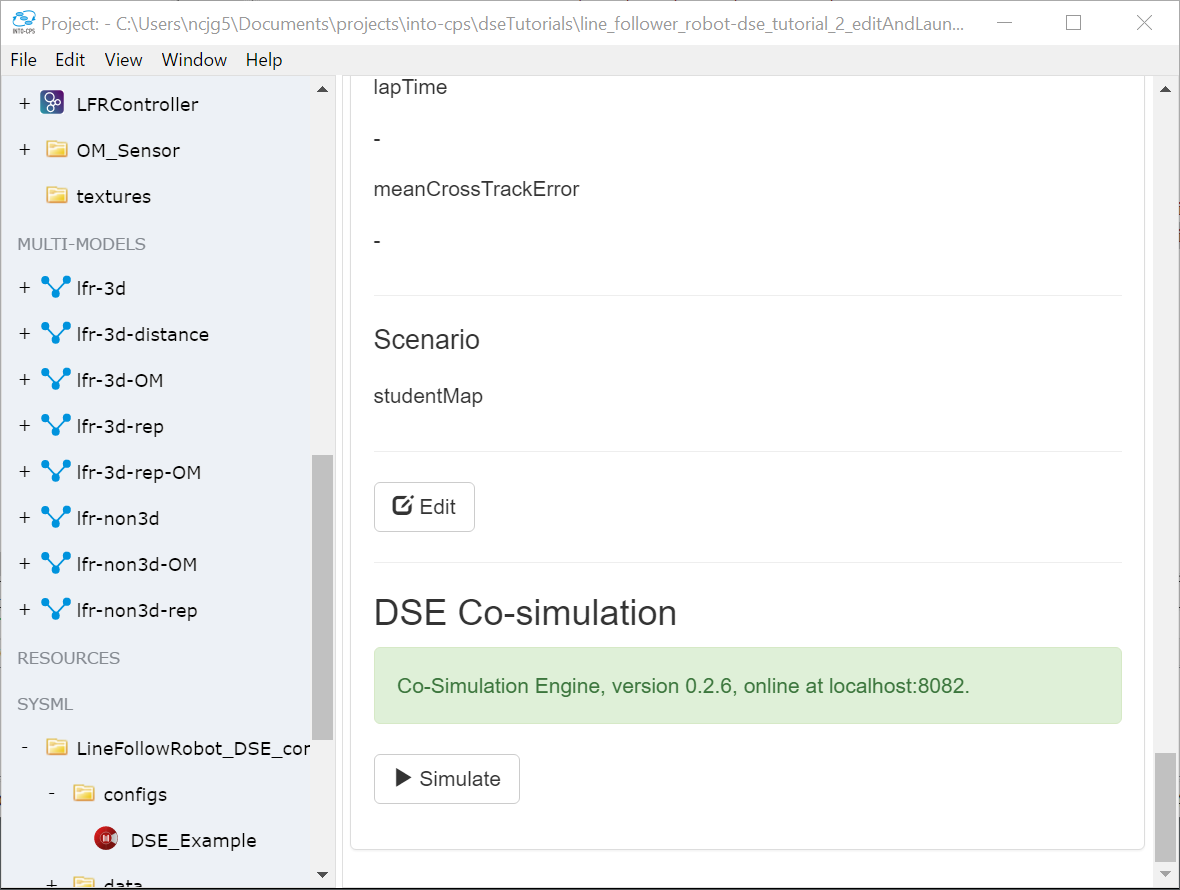 INTO-CPS
Project: - C:\Users\ncjg5\Documents\projects\into-cps\dseTutorials\line_follower_robot-dse_tutorial_2_editAndLaun...
File Edit View Window Help
+ LFRController
+ OM_Sensor
textures
MULTI-MODELS
+ lfr-3d
+ lfr-3d-distance
+ lfr-3d-OM
+ lfr-3d-rep
+ lfr-3d-rep-OM
+ lfr-non3d
+ lfr-non3d-OM
+ lfr-non3d-rep
RESOURCES
SYSML
- LineFollowRobot_DSE_cor
- configs
DSE_Example
+ data
lapTime
-
meanCrossTrackError
-
Scenario
studentMap
Edit
DSE Co-simulation
Co-Simulation Engine, version 0.2.6, online at localhost:8082.
Simulate